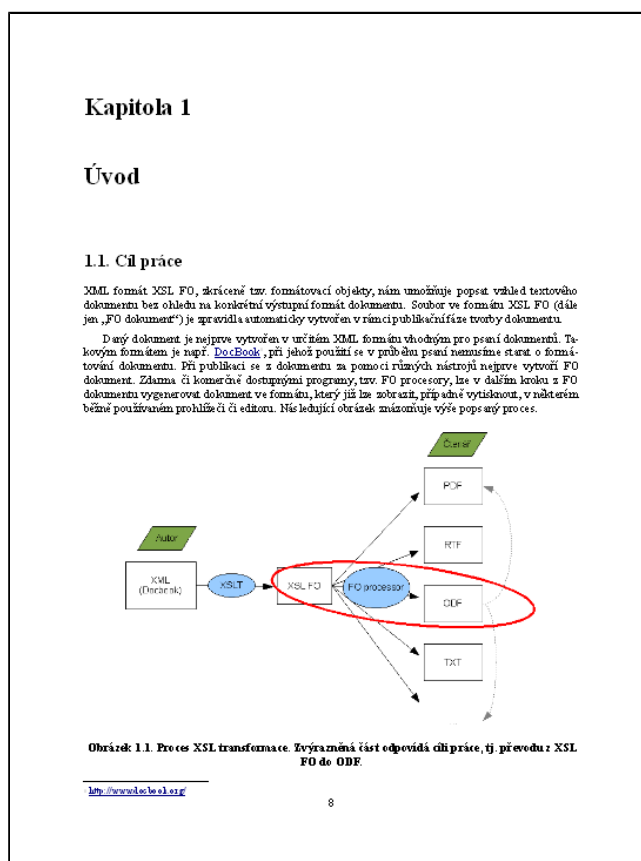 Kapitola 1
Úvod
1.1. Cíl práce
XML formát XSL FO, zkráceně tzv. formátovací objekty, nám umožňuje popsat vzhled textového
dokumentu bez ohledu na konkrétní výstupní formát dokumentu. Soubor ve formátu XSL FO (dále
jen „FO dokument“) je zpravidla automaticky vytvořen v rámci publikační fáze tvorby dokumentu.
Daný dokument je nejprve vytvořen v určitém XML formátu vhodným pro psaní dokumentů. Ta-
kovým formátem je např. DocBook , při jehož použití se v průběhu psaní nemusíme starat o formá-
tování dokumentu. Při publikaci se z dokumentu za pomoci různých nástrojů nejprve vytvoří FO
dokument. Zdarma či komerčně dostupnými programy, tzv. FO procesory, lze v dalším kroku z FO
dokumentu vygenerovat dokument ve formátu, který již lze zobrazit, případně vytisknout, v některém
běžně používaném prohlížeči či editoru. Následující obrázek znázorňuje výše popsaný proces.
Čtenář
PDF
Autor
RTF
XML
(Docbook)
XSLT
XSL FO
FO processor
ODF
TXT
Obrázek 1.1. Proces XSL transformace. Zvýrazněná část odpovídá cíli práce, tj. převodu z XSL
FO do ODF.
http://www.docbook.org/
8